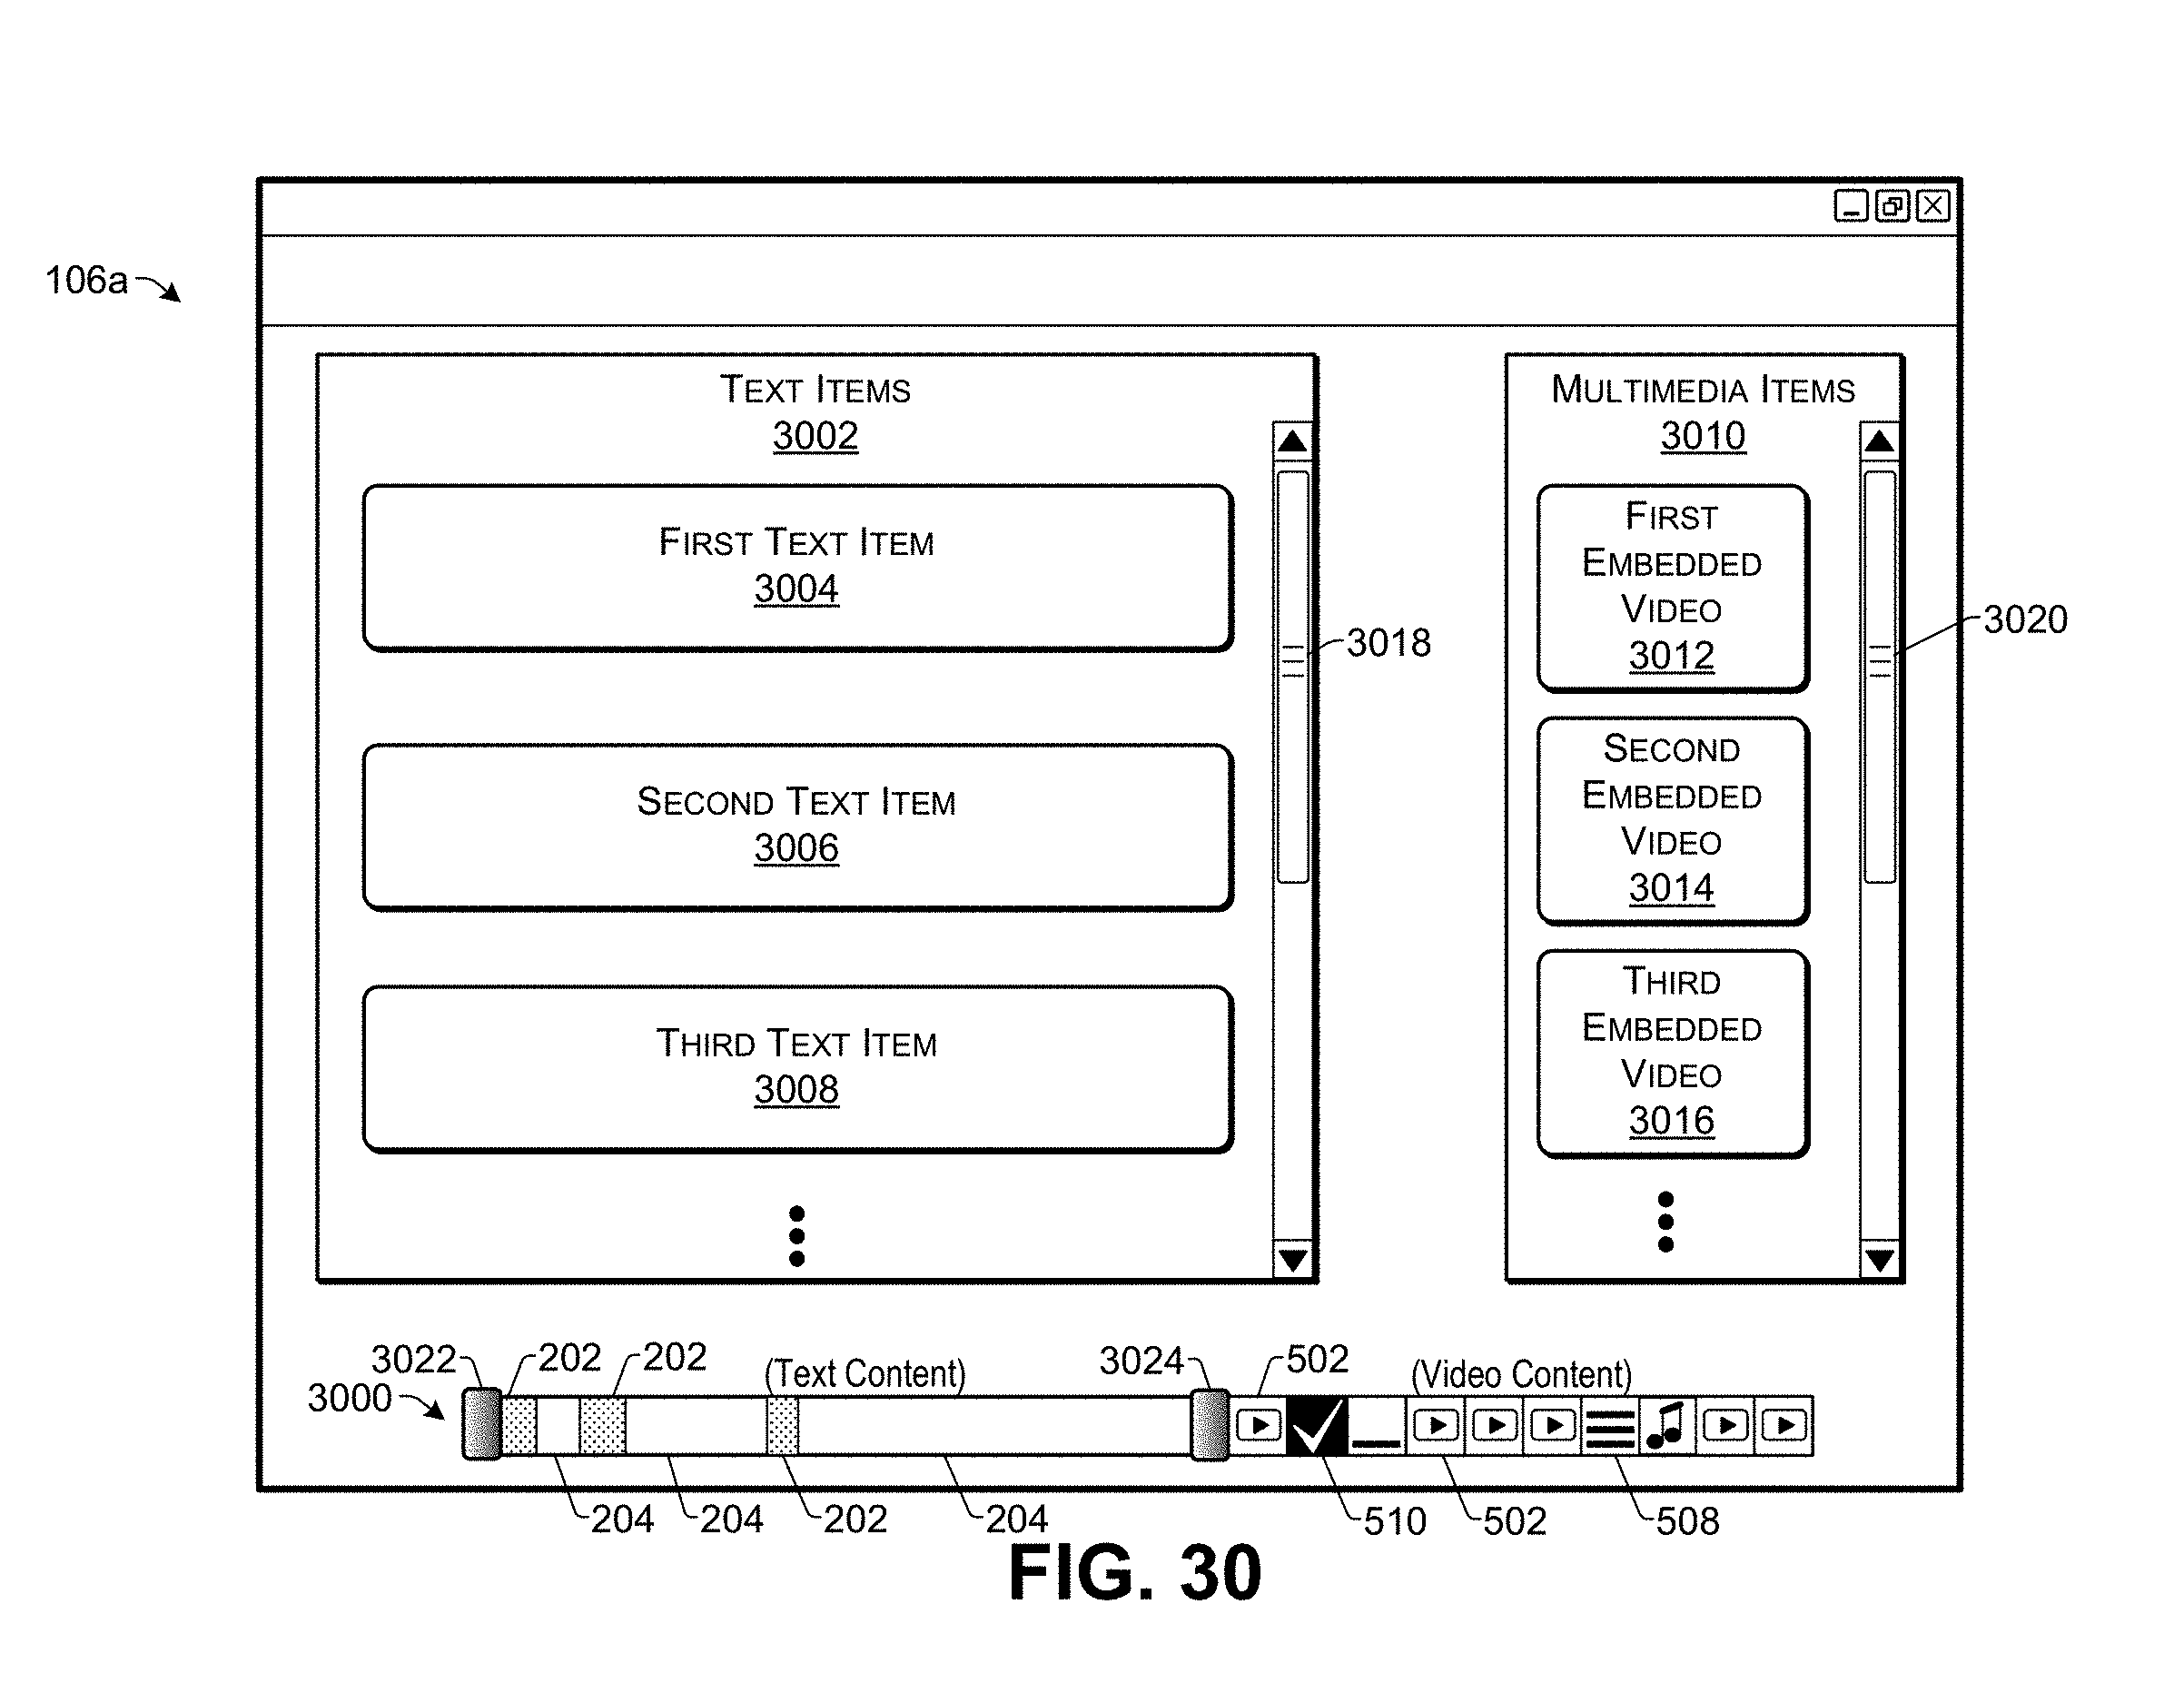 106a
TEXT ITEMS
3002
FIRST TEXT ITEM
3004
SECOND TEXT ITEM
3006
THIRD TEXT ITEM
3008
3018
MULTIMEDIA ITEMS
3010
FIRST
EMBEDDED
VIDEO
3012
SECOND
EMBEDDED
VIDEO
3014
THIRD
EMBEDDED
VIDEO
3016
3020
3022
202
202
(Text Content)
3024
502
(Video Content)
3000
204
204
202
204
510
502
508
FIG. 30